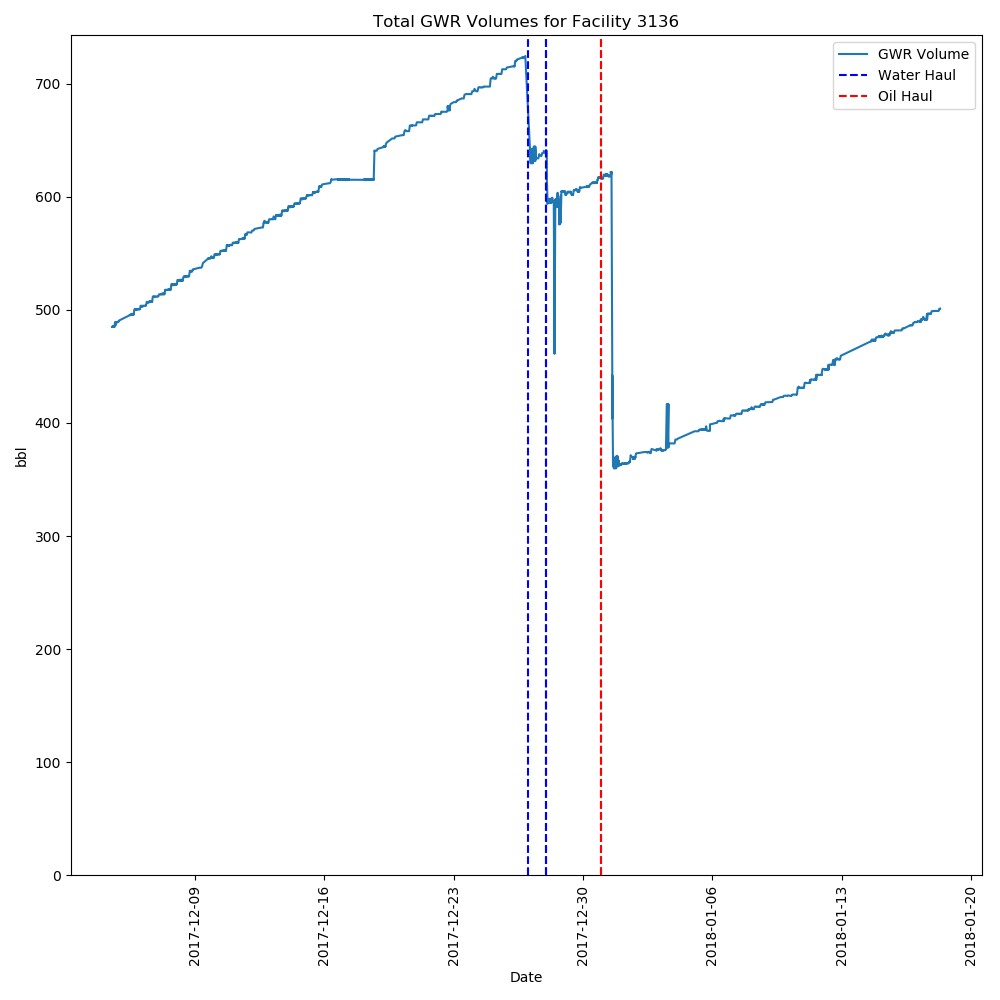 Total GWR Volumes for Facility 3136
GWR Volume
Water Haul
Oil Haul
700
600
500
400
300
200
100
0
bbl
2017-12-09
2017-12-16
2017-12-23
2017-12-30
2018-01-06
2018-01-13
2018-01-20
Date